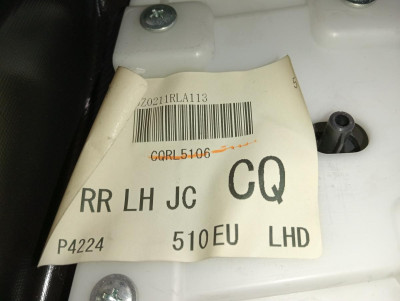 Z0211RLA113
CQRL5106
RR LH JC CQ
P4224 510EU LHD